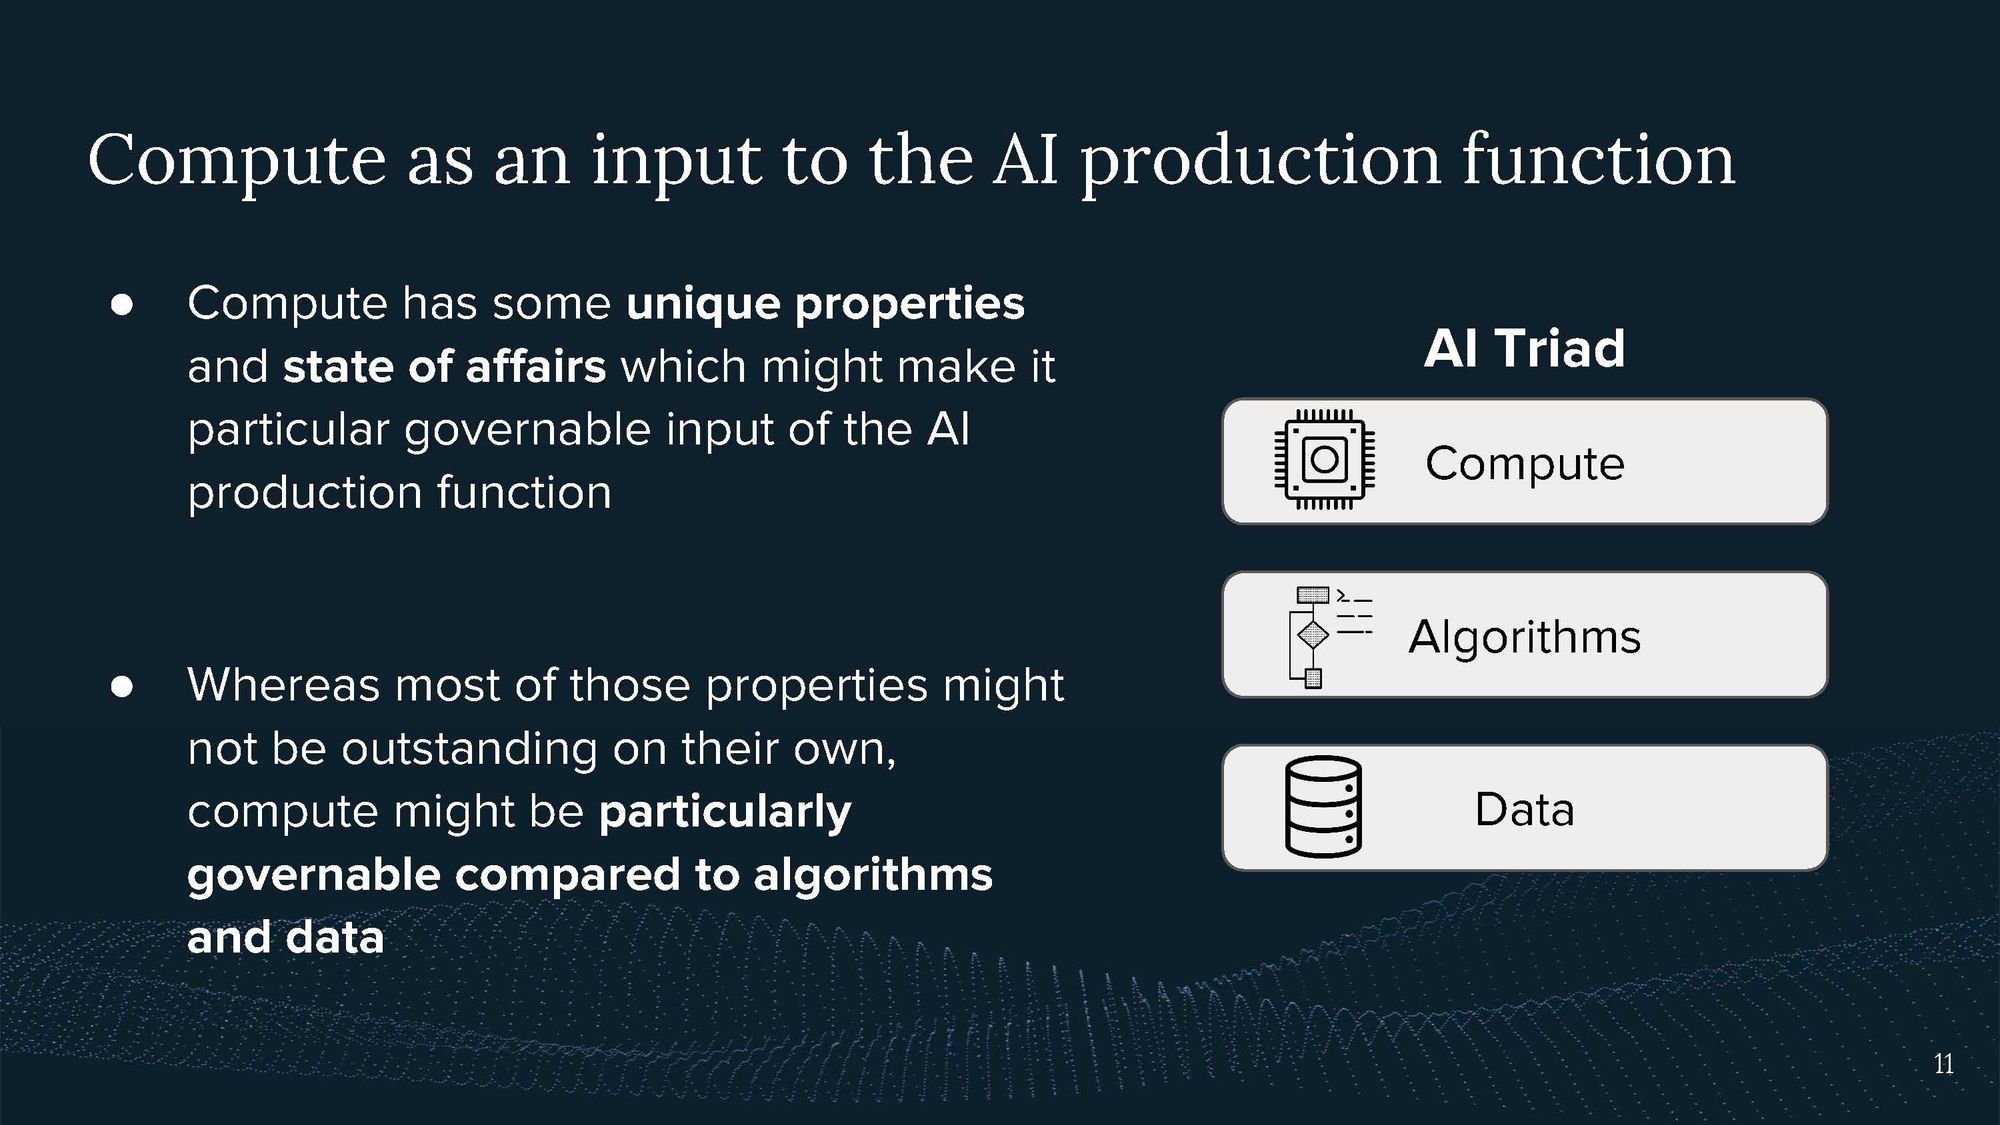 Compute as an input to the AI production function
● Compute has some unique properties
and state of affairs which might make it
particular governable input of the AI
production function
● Whereas most of those properties might
not be outstanding on their own,
compute might be particularly
governable compared to algorithms
and data
AI Triad
Compute
Algorithms
Data
11